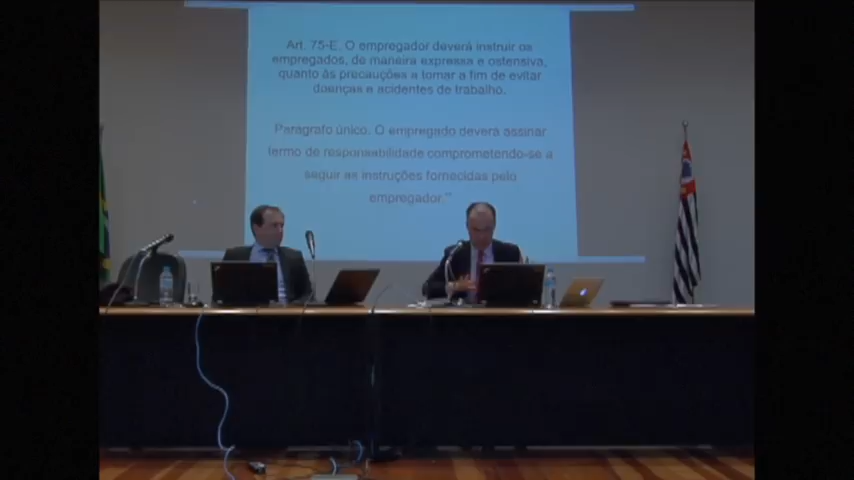 Art. 75-E. O empregador deverá instruir os
empregados, de maneira expressa e ostensiva,
quanto às precauções a tomar a fim de evitar
doenças e acidentes de trabalho.
Parágrafo único. O empregado deverá assinar
termo de responsabilidade comprometendo-se a
seguir as instruções fornecidas pelo
empregador."